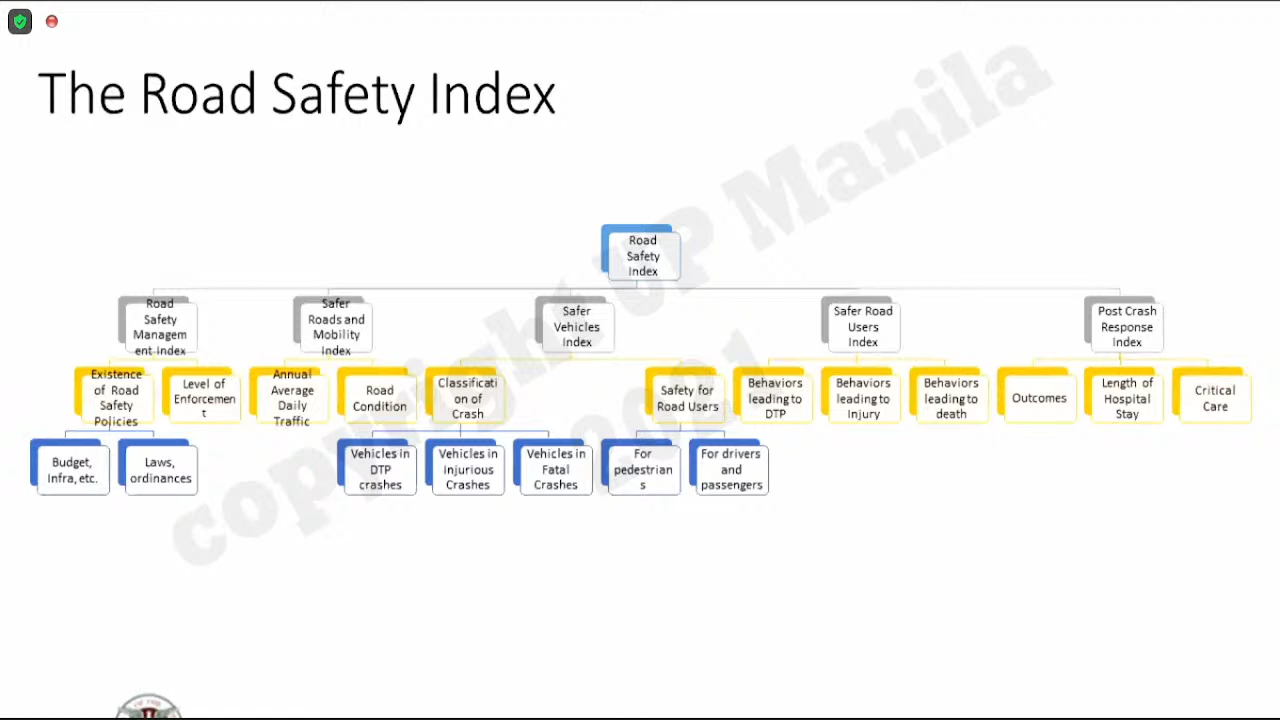 The Road Safety Index
Road
Safety
Index
Road
Safety
Managem
ent Index
Safer
Roads and
Mobility
Index
Safer
Vehicles
Index
Safer Road
Users
Index
Post Crash
Response
Index
Existence
of Road
Safety
Policies
Level of
Enforcemen
t
Annual
Average
Daily
Traffic
Road
Condition
Classificati
on of
Crash
Safety for
Road Users
Behaviors
leading to
DTP
Behaviors
leading to
Injury
Behaviors
leading to
death
Outcomes
Length of
Hospital
Stay
Critical
Care
Budget,
Infra, etc.
Laws,
ordinances
Vehicles in
DTP
crashes
Vehicles in
Injurious
Crashes
Vehicles in
Fatal
Crashes
For
pedestrian
s
For drivers
and
passengers
copyright UP Manila
2021